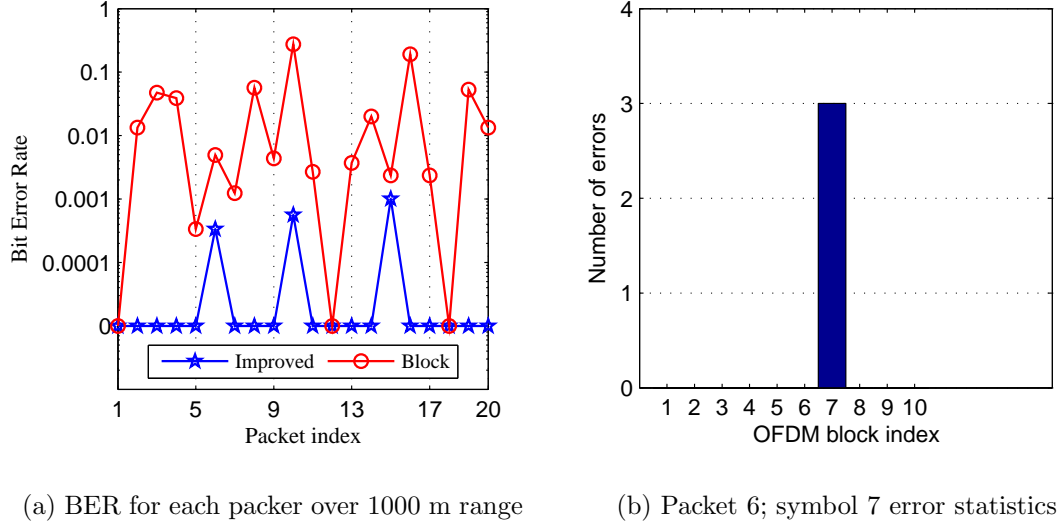 1
0.1
0.01
0.001
0.0001
0
Bit Error Rate
Improved
Block
1 5 9 13 17 20
Packet index
(a) BER for each packer over 1000 m range
4
3
2
1
0
Number of errors
1 2 3 4 5 6 7 8 9 10
OFDM block index
(b) Packet 6; symbol 7 error statistics